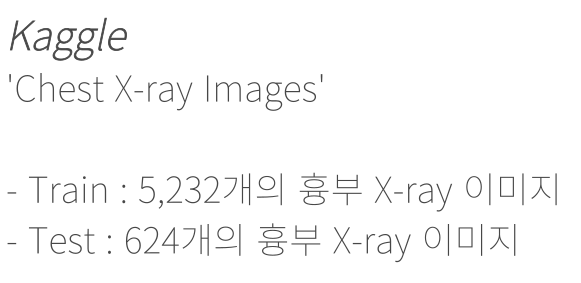 Kaggle
'Chest X-ray Images'
- Train : 5,232개의 흉부 X-ray 이미지
- Test : 624개의 흉부 X-ray 이미지